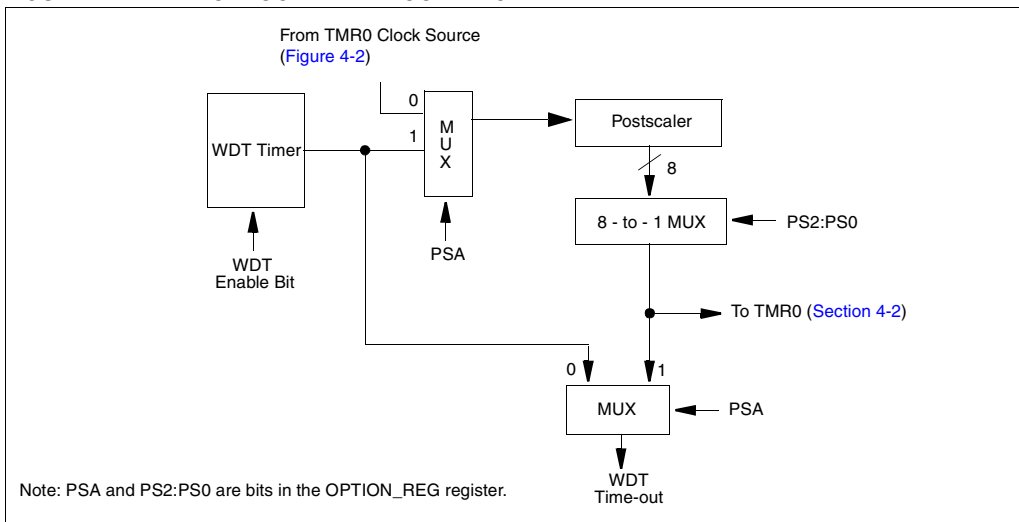 From TMR0 Clock Source
(Figure 4-2)
0
1
M
U
X
WDT Timer
Postscaler
8
8 - to - 1 MUX
PS2:PS0
PSA
WDT
Enable Bit
To TMR0 (Section 4-2)
0
1
MUX
PSA
WDT
Time-out
Note: PSA and PS2:PS0 are bits in the OPTION_REG register.